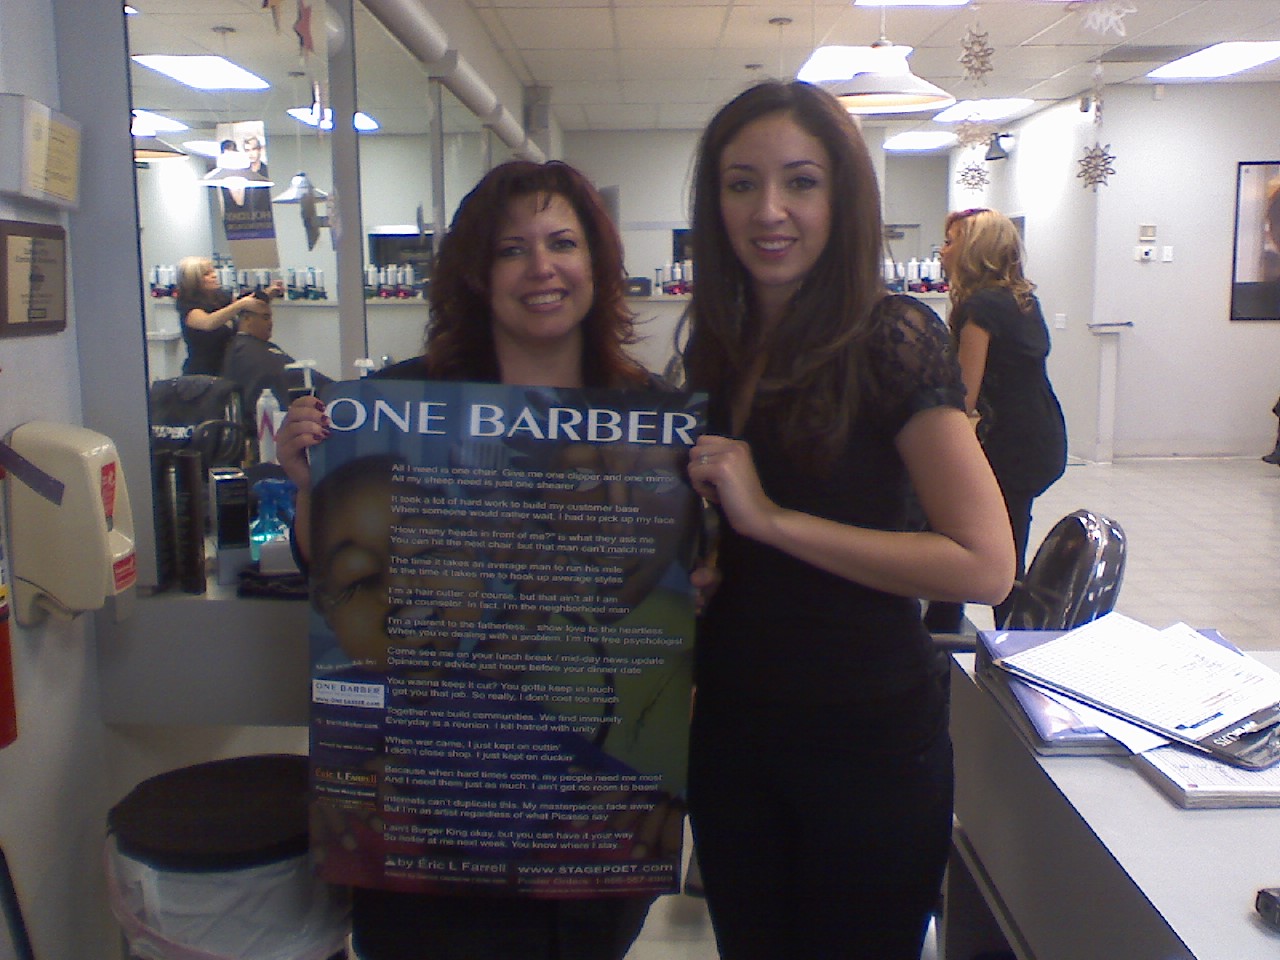 ONE BARBER
All I need is one chair. Give me one clipper and one mirror
All my sheep need is just one shearer
It took a lot of hard work to build my customer base
When someone would rather wait, I had to pick up my face
"How many heads in front of me?" is what they ask me
You can hit the next chair, but that man can't match me
The time it takes an average man to run his mile
Is the time it takes me to hook up average styles
I'm a hair cutter, of course, but that ain't all I am
I'm a counselor. In fact, I'm the neighborhood man
I'm a parent to the fatherless... show love to the heartless
When you're dealing with a problem, I'm the free psychologist
Come see me on your lunch break / mid-day news update
Opinions or advice just hours before your dinner date
You wanna keep it cut? You gotta keep in touch
I got you that job. So really, I don't cost too much
Together we build communities. We find immunity
Everyday is a reunion. I kill hatred with unity
When war came, I just kept on cuttin'
I didn't close shop. I just kept on duckin'
Because when hard times come, my people need me most
And I need them just as much. I ain't got no room to boast
Internets can't duplicate this. My masterpieces fade away
But I'm an artist regardless of what Picasso say
I ain't Burger King okay, but you can have it your way
So holler at me next week. You know where I stay.
by Eric L Farrell
www.STAGEPOET.com
Poster Orders:
Made possible by:
ONE BARBER
Eric L Farrell